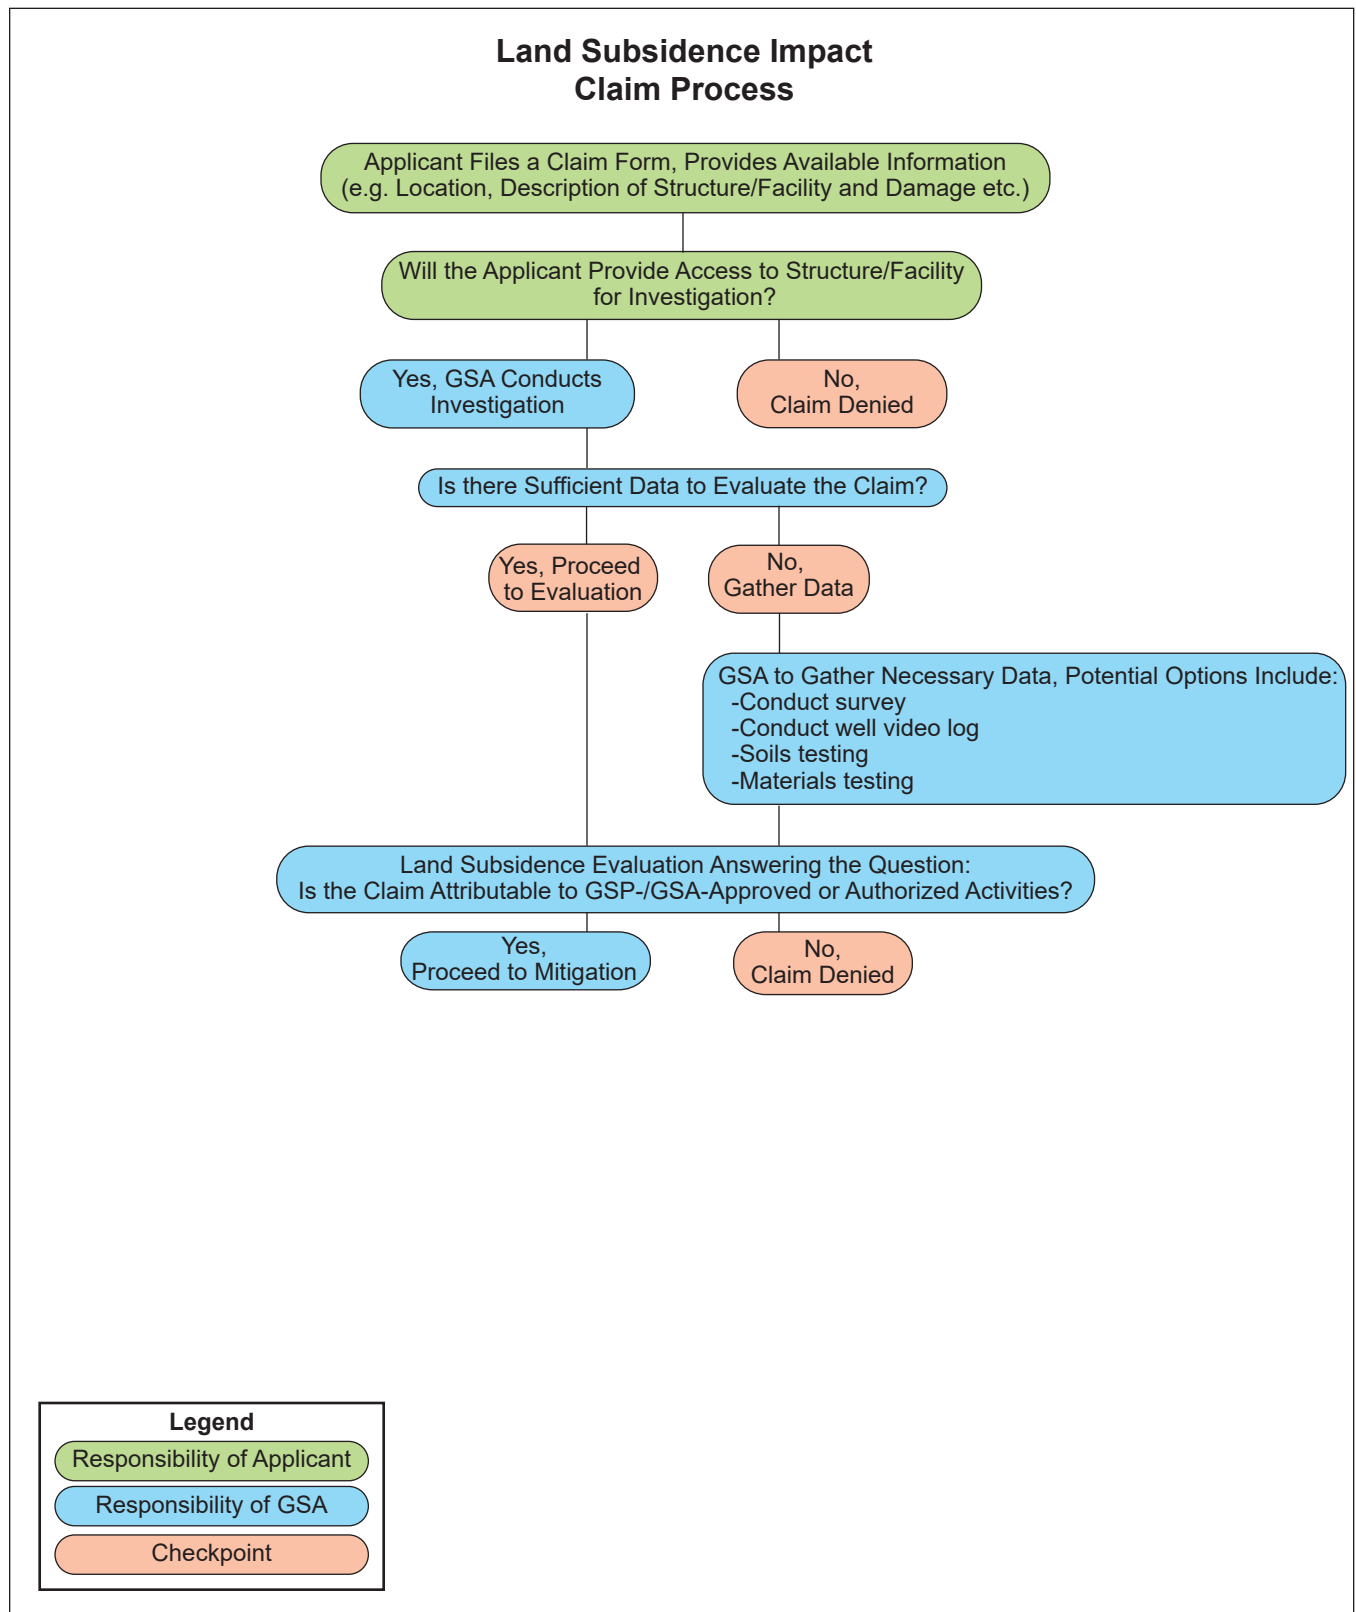 Land Subsidence Impact
Claim Process
Applicant Files a Claim Form, Provides Available Information
(e.g. Location, Description of Structure/Facility and Damage etc.)
Will the Applicant Provide Access to Structure/Facility
for Investigation?
Yes, GSA Conducts
Investigation
No,
Claim Denied
Is there Sufficient Data to Evaluate the Claim?
Yes, Proceed
to Evaluation
No,
Gather Data
GSA to Gather Necessary Data, Potential Options Include:
-Conduct survey
-Conduct well video log
-Soils testing
-Materials testing
Land Subsidence Evaluation Answering the Question:
Is the Claim Attributable to GSP-/GSA-Approved or Authorized Activities?
Yes,
Proceed to Mitigation
No,
Claim Denied
Legend
Responsibility of Applicant
Responsibility of GSA
Checkpoint